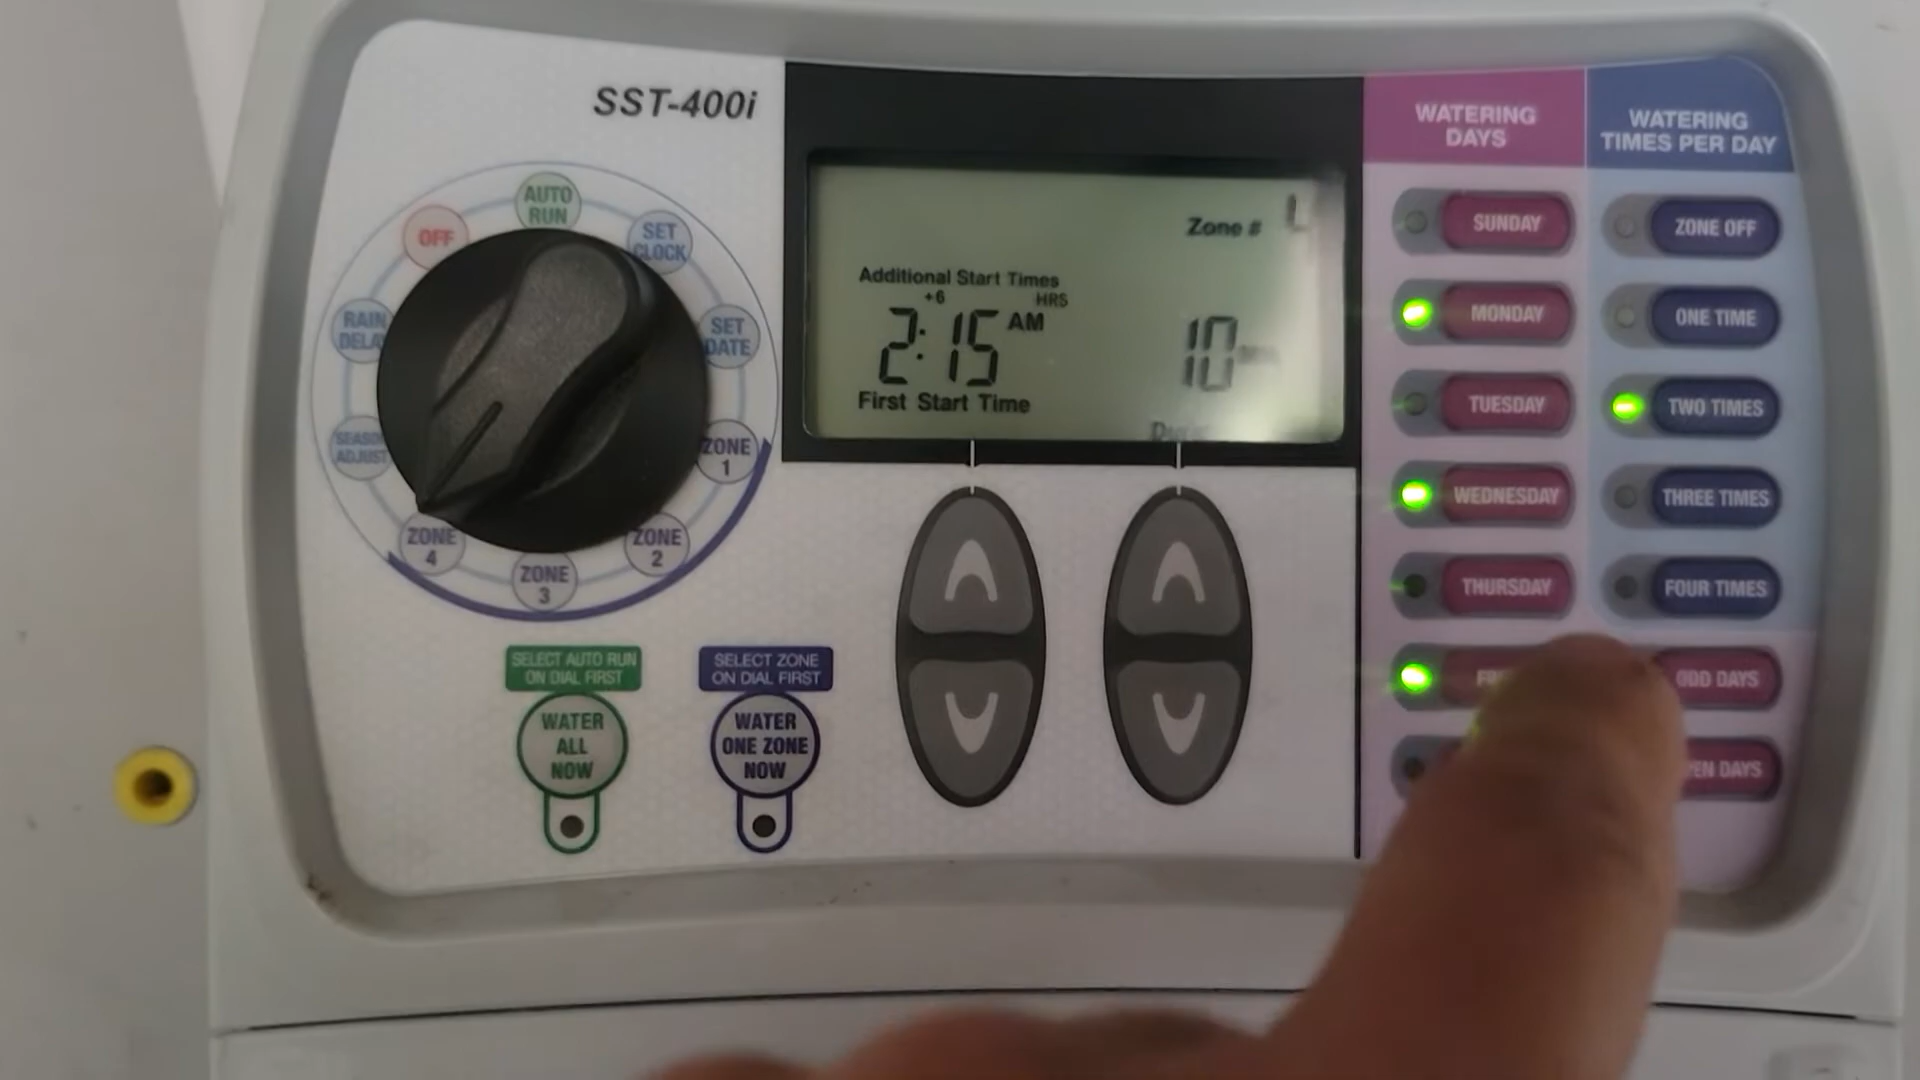 SST-400i
AUTO
RUN
OFF
SET
CLOCK
SET
DATE
ZONE
1
ZONE
2
ZONE
3
ZONE
4
RAIN
SELECT AUTO RUN
ON DIAL FIRST
WATER
ALL
NOW
SELECT ZONE
ON DIAL FIRST
WATER
ONE ZONE
NOW
Zone #
Additional Start Times
+6 HRS
2:15 AM
10
First Start Time
WATERING
DAYS
SUNDAY
MONDAY
TUESDAY
WEDNESDAY
THURSDAY
WATERING
TIMES PER DAY
ZONE OFF
ONE TIME
TWO TIMES
THREE TIMES
FOUR TIMES
ODD DAYS
DAYS